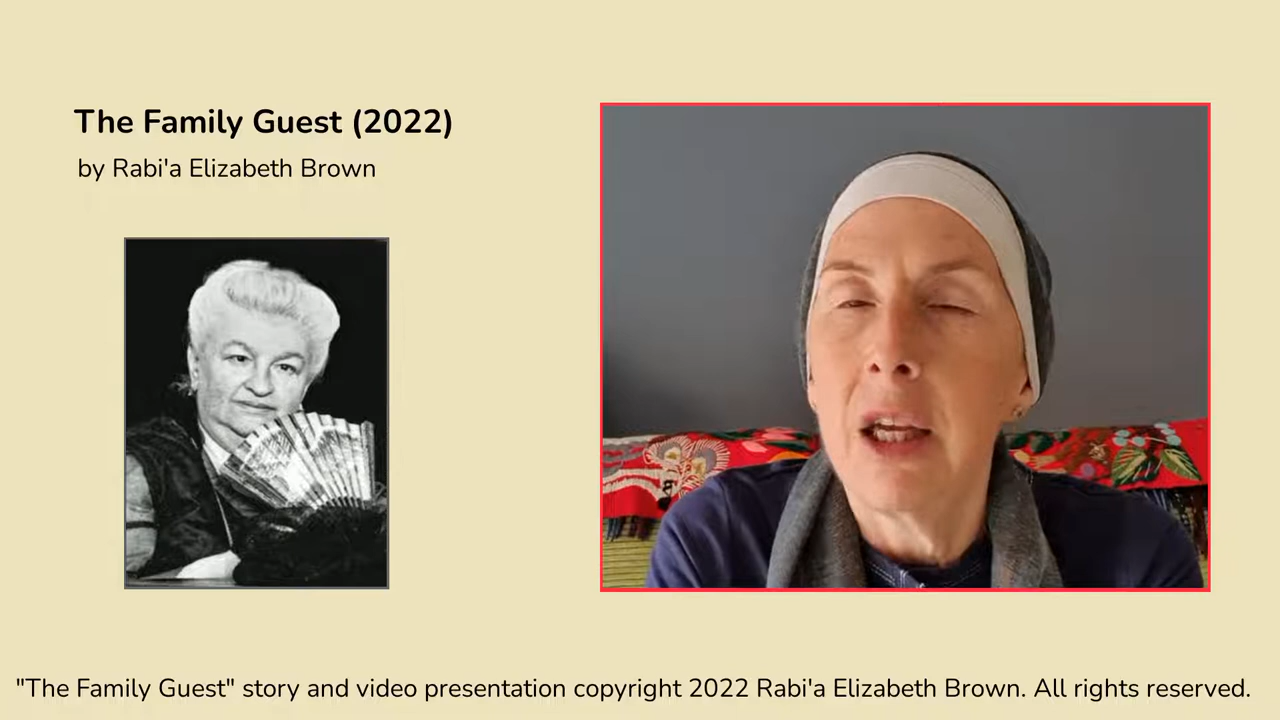 The Family Guest (2022)
by Rabi'a Elizabeth Brown
"The Family Guest" story and video presentation copyright 2022 Rabi'a Elizabeth Brown. All rights reserved.